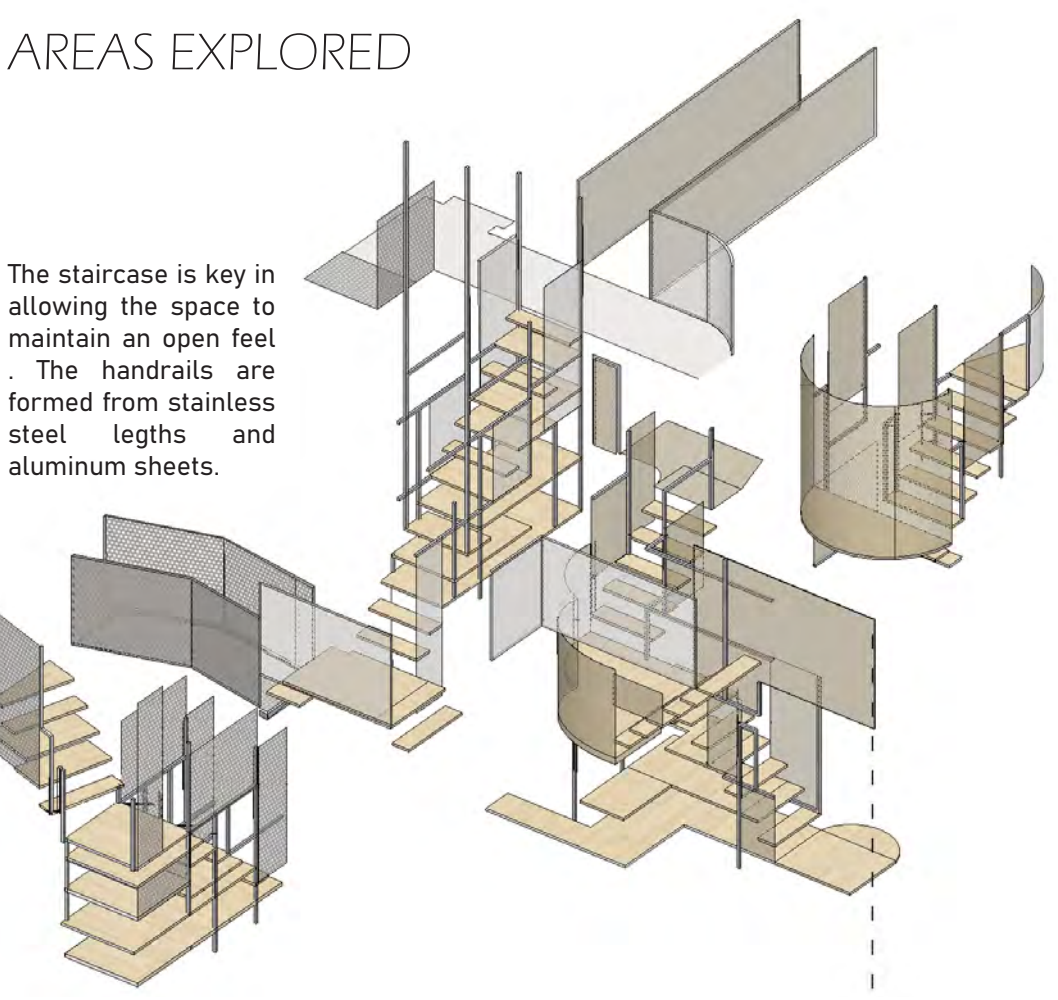 AREAS EXPLORED
The staircase is key in
allowing the space to
maintain an open feel
. The handrails are
formed from stainless
steel legths and
aluminum sheets.